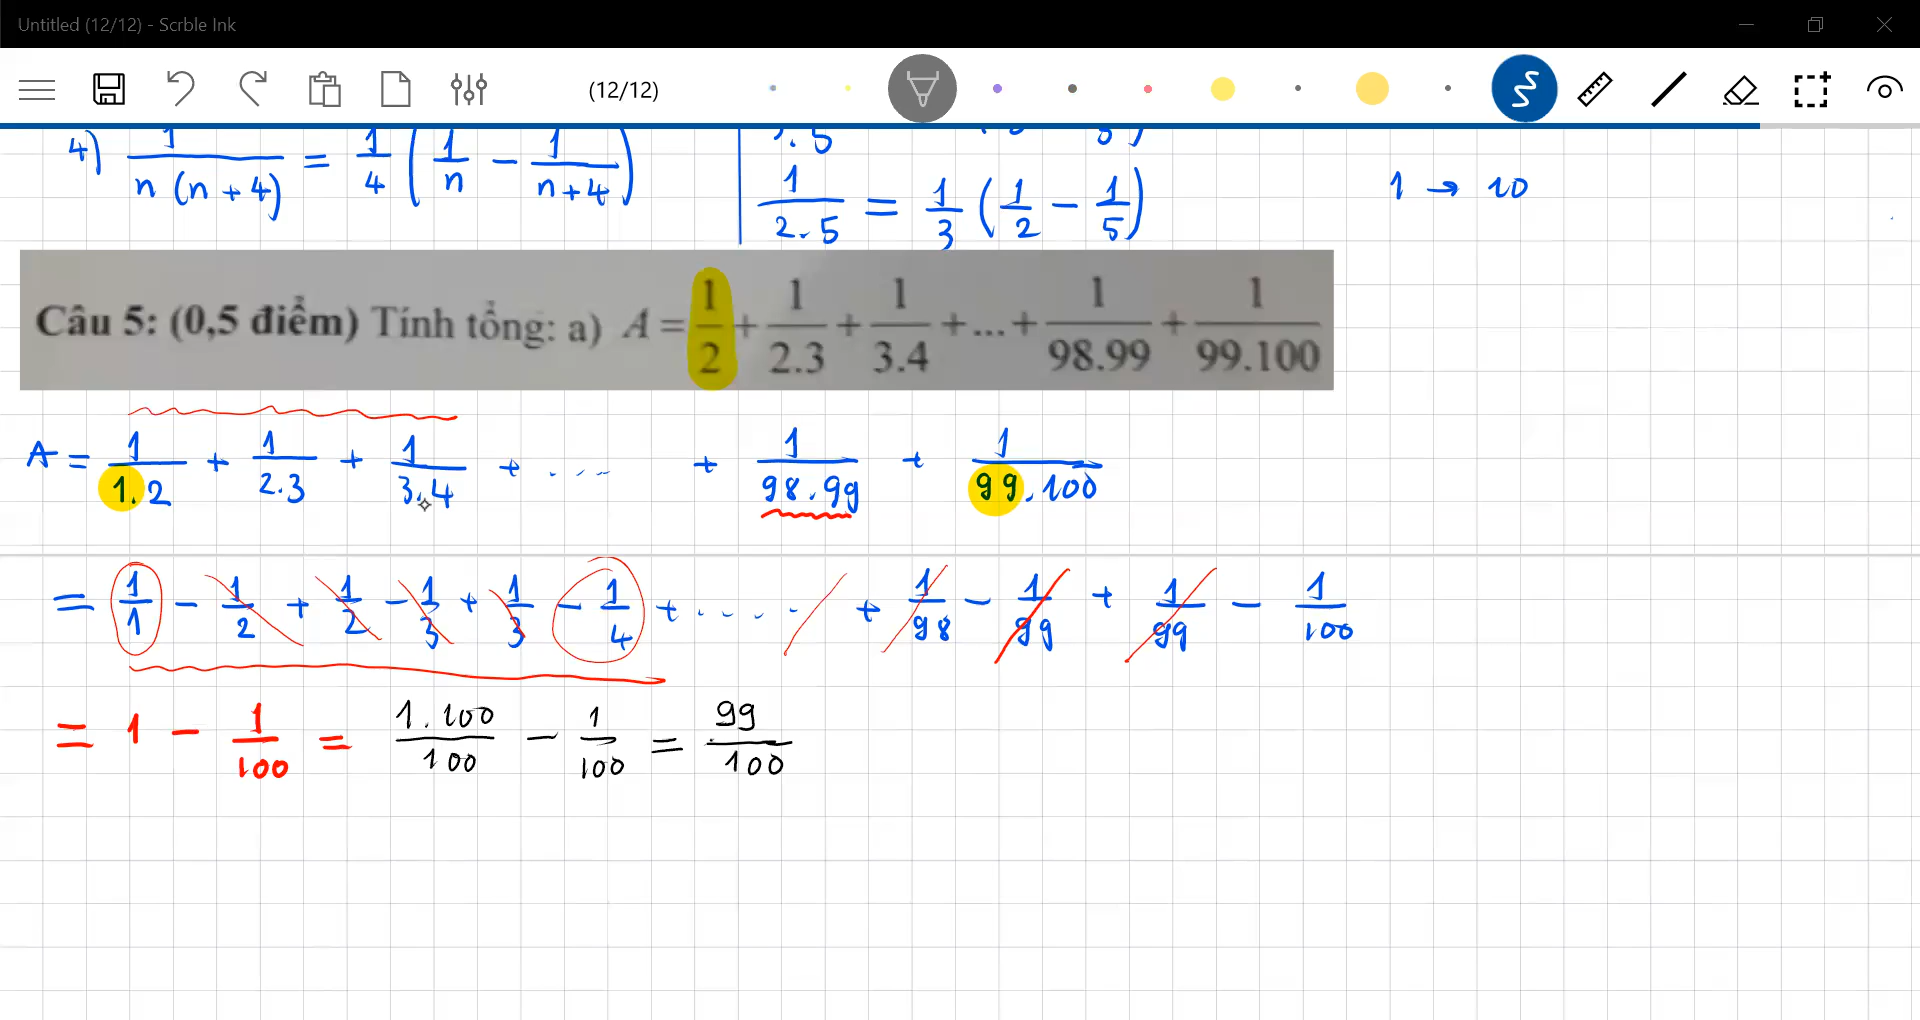 Untitled (12/12) - Scrble Ink
(12/12)
4) 1/(n(n+4)) = 1/4 (1/n - 1/(n+4))
1/(2.5) = 1/3 (1/2 - 1/5)
1 → 10
Câu 5: (0,5 điểm) Tính tổng: a) A = 1/2 + 1/2.3 + 1/3.4 + ... + 1/98.99 + 1/99.100
A = 1/1.2 + 1/2.3 + 1/3.4 + .... + 1/98.99 + 1/99.100
= 1/1 - 1/2 + 1/2 - 1/3 + 1/3 - 1/4 + ..... + 1/98 - 1/99 + 1/99 - 1/100
= 1 - 1/100 = 1.100/100 - 1/100 = 99/100